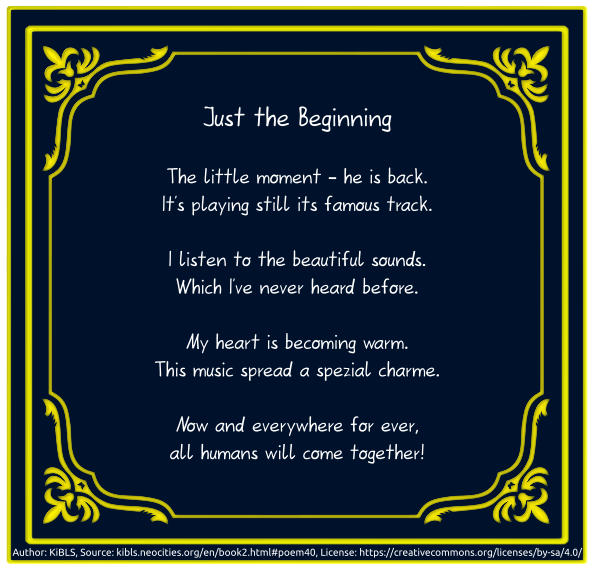 Just the Beginning
The little moment - he is back.
It's playing still its famous track.
I listen to the beautiful sounds.
Which I've never heard before.
My heart is becoming warm.
This music spread a spezial charme.
Now and everywhere for ever,
all humans will come together!
Author: KiBLS, Source: kibls.neocities.org/en/book2.html#poem40, License: https://creativecommons.org/licenses/by-sa/4.0/